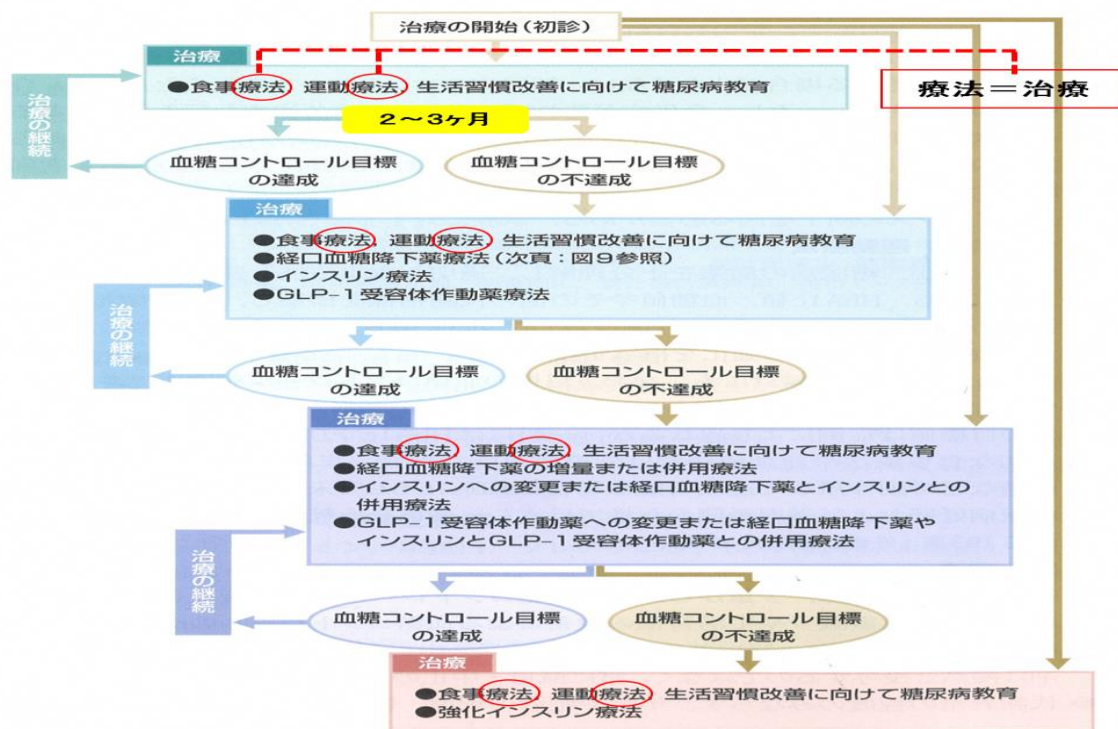 治療の開始(初診)
治療
●食事療法,運動療法,生活習慣改善に向けて糖尿病教育
療法=治療
治療の継続
2〜3ヶ月
血糖コントロール目標
の達成
血糖コントロール目標
の不達成
治療
●食事療法,運動療法,生活習慣改善に向けて糖尿病教育
●経口血糖降下薬療法(次頁:図9参照)
●インスリン療法
●GLP-1受容体作動薬療法
治療の継続
血糖コントロール目標
の達成
血糖コントロール目標
の不達成
治療
●食事療法,運動療法,生活習慣改善に向けて糖尿病教育
●経口血糖降下薬の増量または併用療法
●インスリンへの変更または経口血糖降下薬とインスリンとの
併用療法
●GLP-1受容体作動薬への変更または経口血糖降下薬や
インスリンとGLP-1受容体作動薬との併用療法
治療の継続
血糖コントロール目標
の達成
血糖コントロール目標
の不達成
治療
●食事療法,運動療法,生活習慣改善に向けて糖尿病教育
●強化インスリン療法